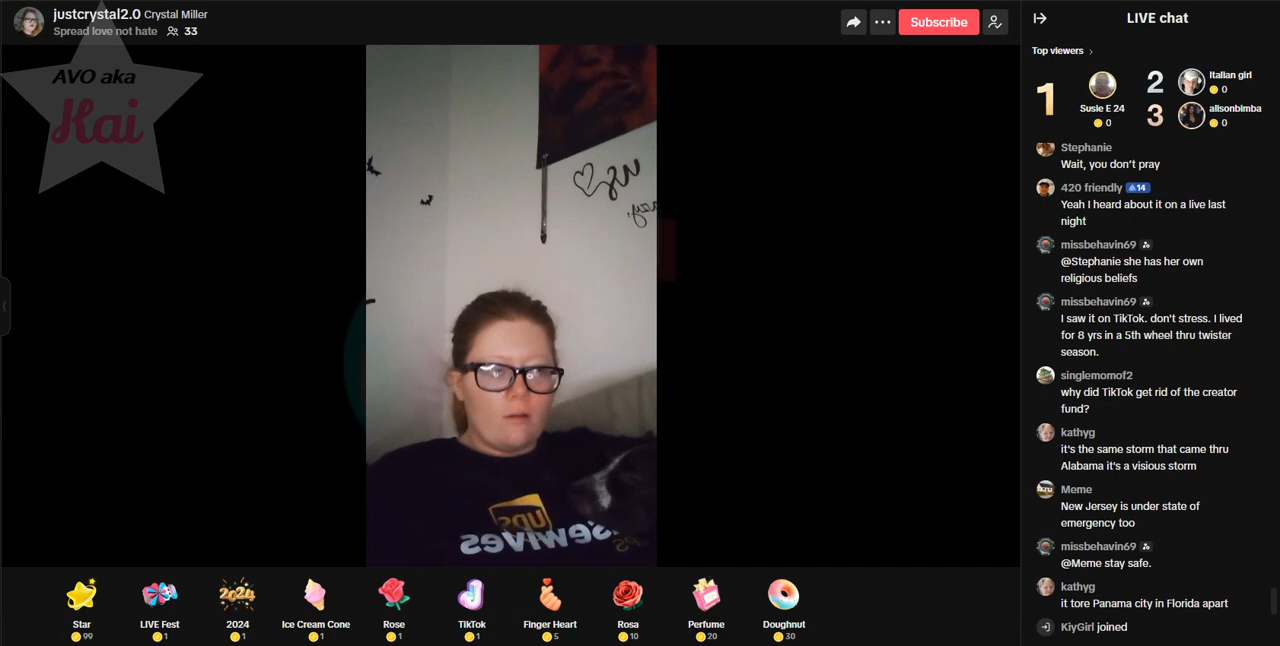 justcrystal2.0 Crystal Miller
Spread love not hate 33
Subscribe
AVO aka
Kai
us
zy,
ups
sewives
LIVE chat
Top viewers
1
Susie E 24
0
2
Italian girl
0
3
alisonbimba
0
Stephanie
Wait, you don't pray
420 friendly 14
Yeah I heard about it on a live last
night
missbehavin69
@Stephanie she has her own
religious beliefs
missbehavin69
I saw it on TikTok. don't stress. I lived
for 8 yrs in a 5th wheel thru twister
season.
singlemomof2
why did TikTok get rid of the creator
fund?
kathyg
it's the same storm that came thru
Alabama it's a visious storm
Meme
New Jersey is under state of
emergency too
missbehavin69
@Meme stay safe.
kathyg
it tore Panama city in Florida apart
KiyGirl joined
2024
Star LIVE Fest 2024 Ice Cream Cone Rose TikTok Finger Heart Rosa Perfume Doughnut
99 1 1 1 1 1 5 10 20 30